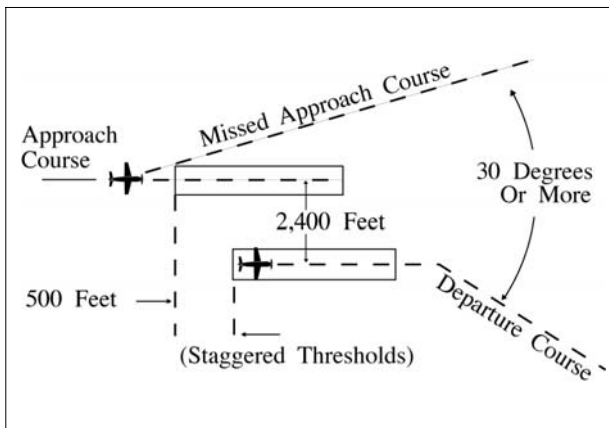 Missed Approach Course
Approach
Course
30 Degrees
Or More
2,400 Feet
500 Feet
Departure Course
(Staggered Thresholds)